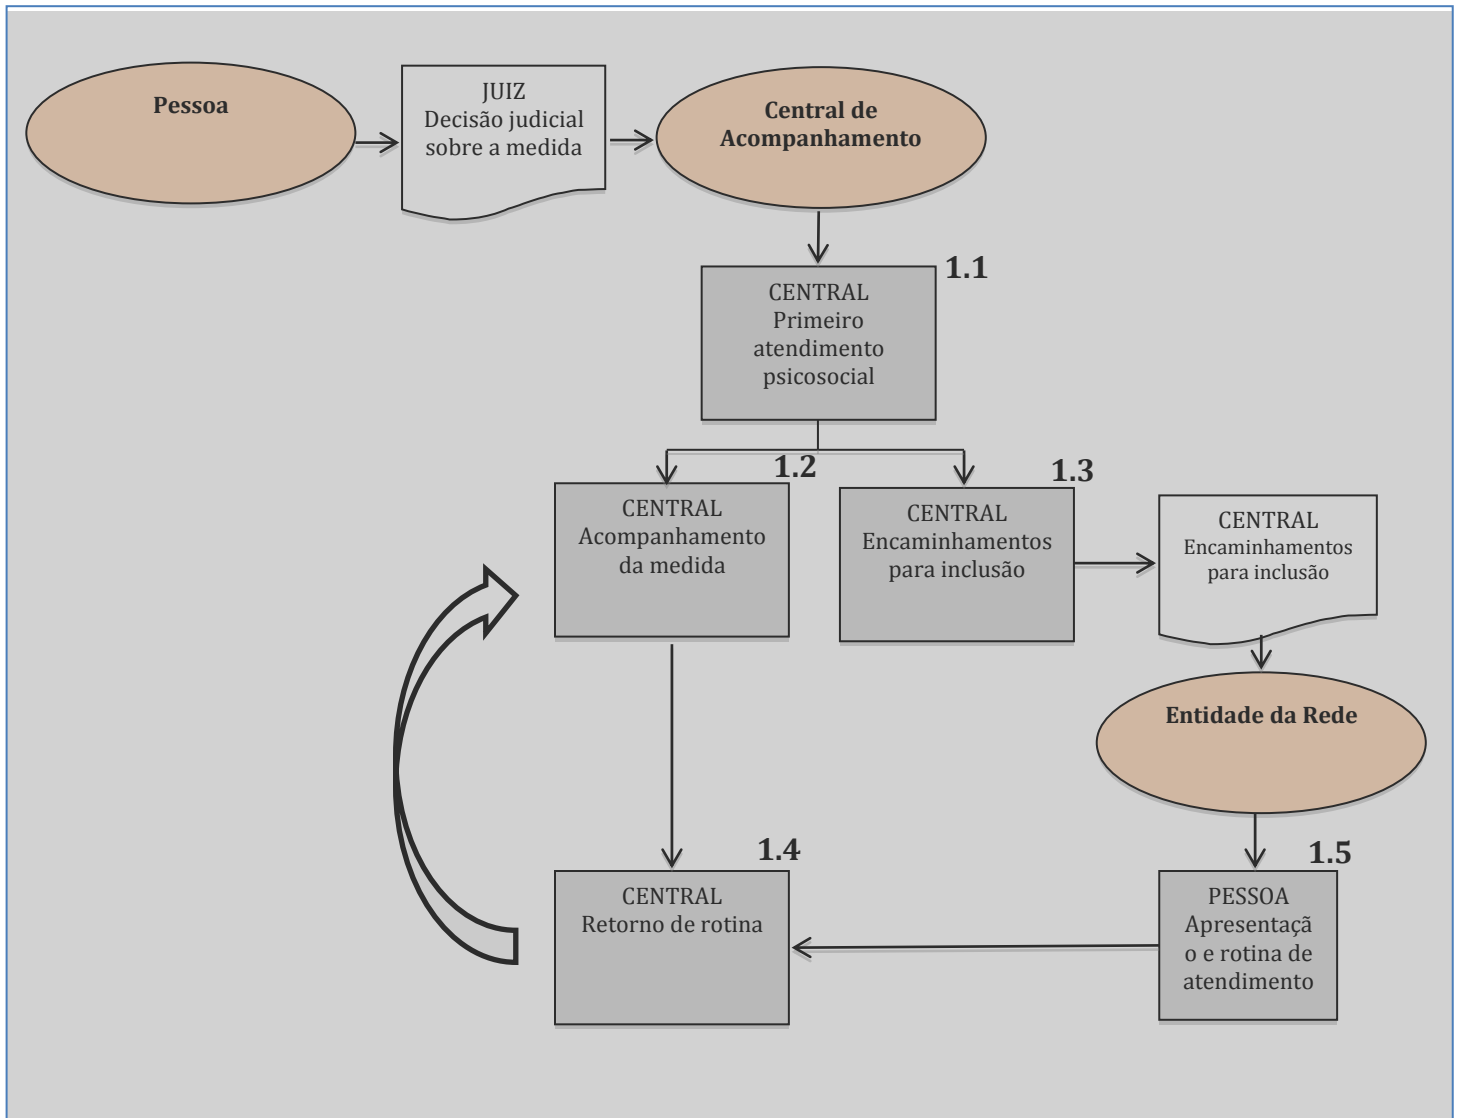 Pessoa
JUIZ
Decisão judicial
sobre a medida
Central de
Acompanhamento
1.1
CENTRAL
Primeiro
atendimento
psicosocial
1.2
CENTRAL
Acompanhamento
da medida
1.3
CENTRAL
Encaminhamentos
para inclusão
CENTRAL
Encaminhamentos
para inclusão
Entidade da Rede
1.4
CENTRAL
Retorno de rotina
1.5
PESSOA
Apresentaçã
o e rotina de
atendimento